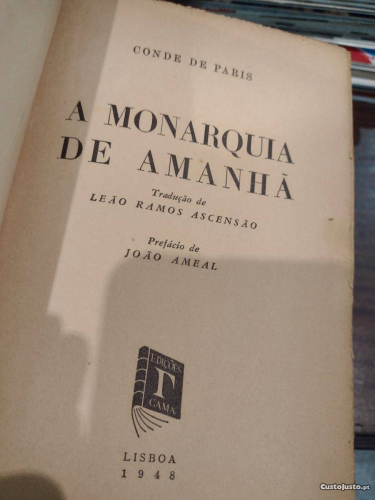 CONDE DE PARIS
A MONARQUIA
DE AMANHÃ
Tradução de
LEÃO RAMOS ASCENSÃO
Prefácio de
JOÃO AMEAL
EDIÇÕES
Γ
GAMA
LISBOA
1948
CustoJusto.pt